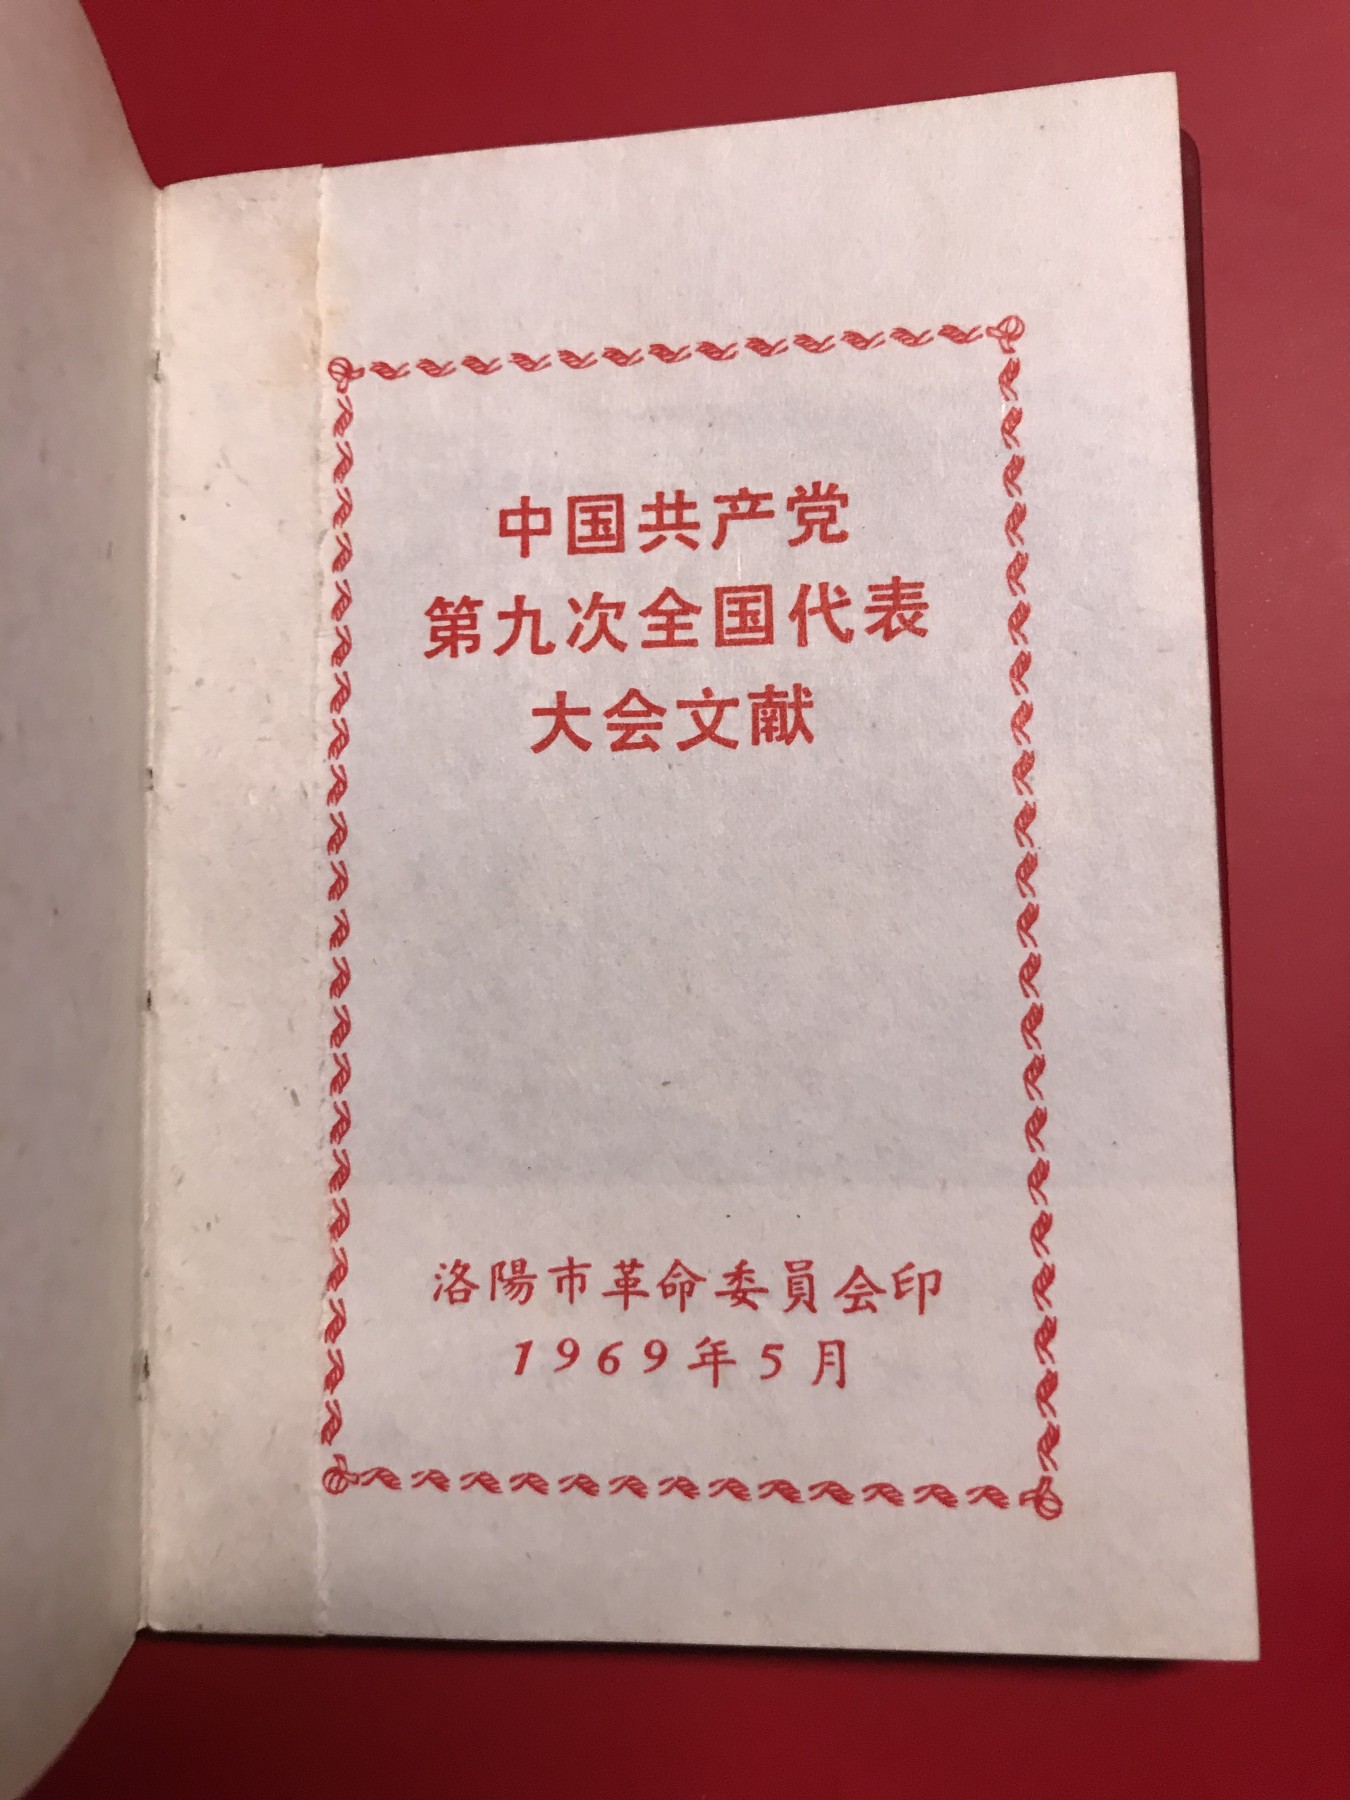 中国共产党
第九次全国代表
大会文献
洛陽市革命委員会印
1969年5月